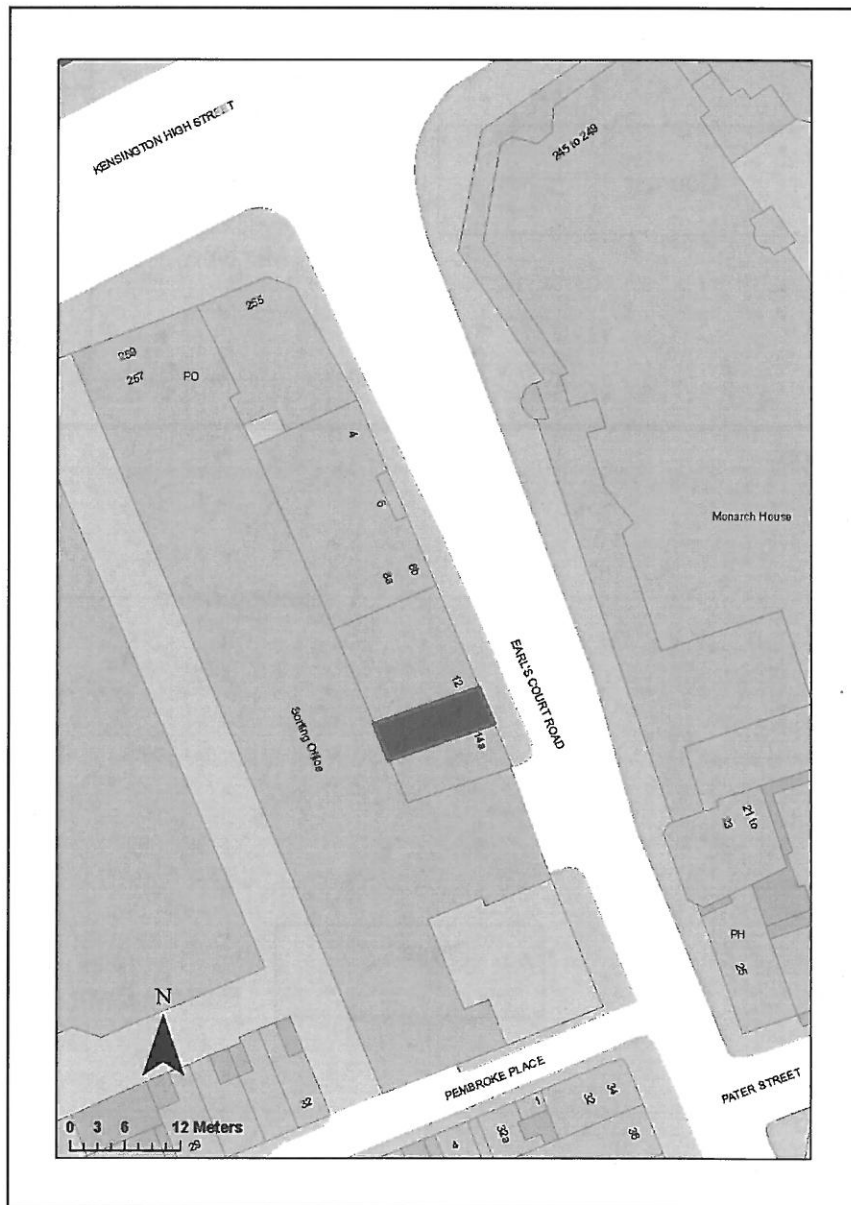 KENSINGTON HIGH STREET
245 to 249
255
259
257
PO
4
6
Monarch House
8a
6b
EARL'S COURT ROAD
12
14a
Sorting Office
21 to
23
PH
25
N
PEMBROKE PLACE
PATER STREET
32
1
32
34
0 3 6 12 Meters
29
4
32a
36